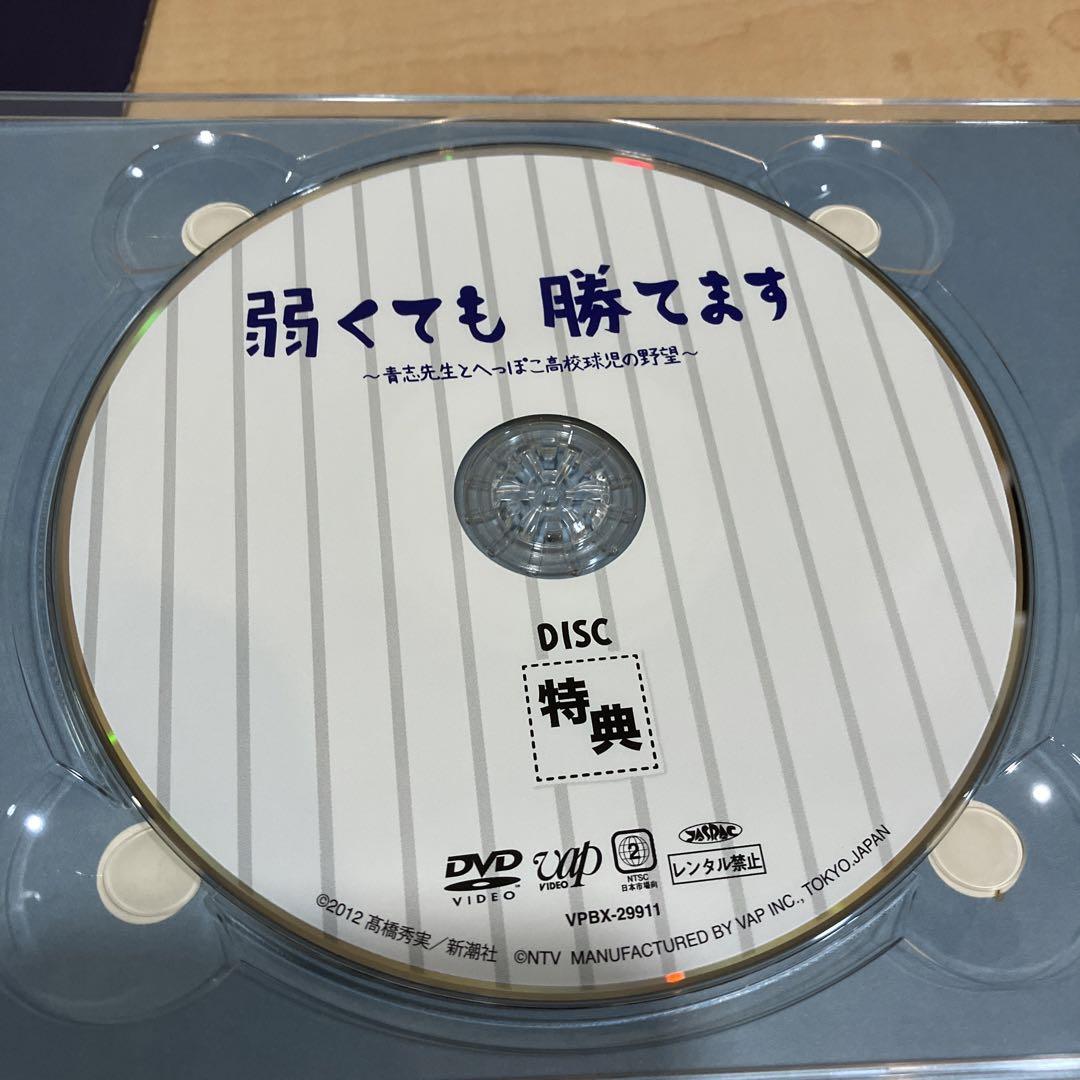 弱くても 勝てます
～青志先生とへっぽこ高校球児の野望～
DISC
特典
DVD
VIDEO
vap
VIDEO
2
NTSC
日本市場向
JASRAC
レンタル禁止
VPBX-29911
©2012 髙橋秀実／新潮社 ©NTV MANUFACTURED BY VAP INC., TOKYO.JAPAN